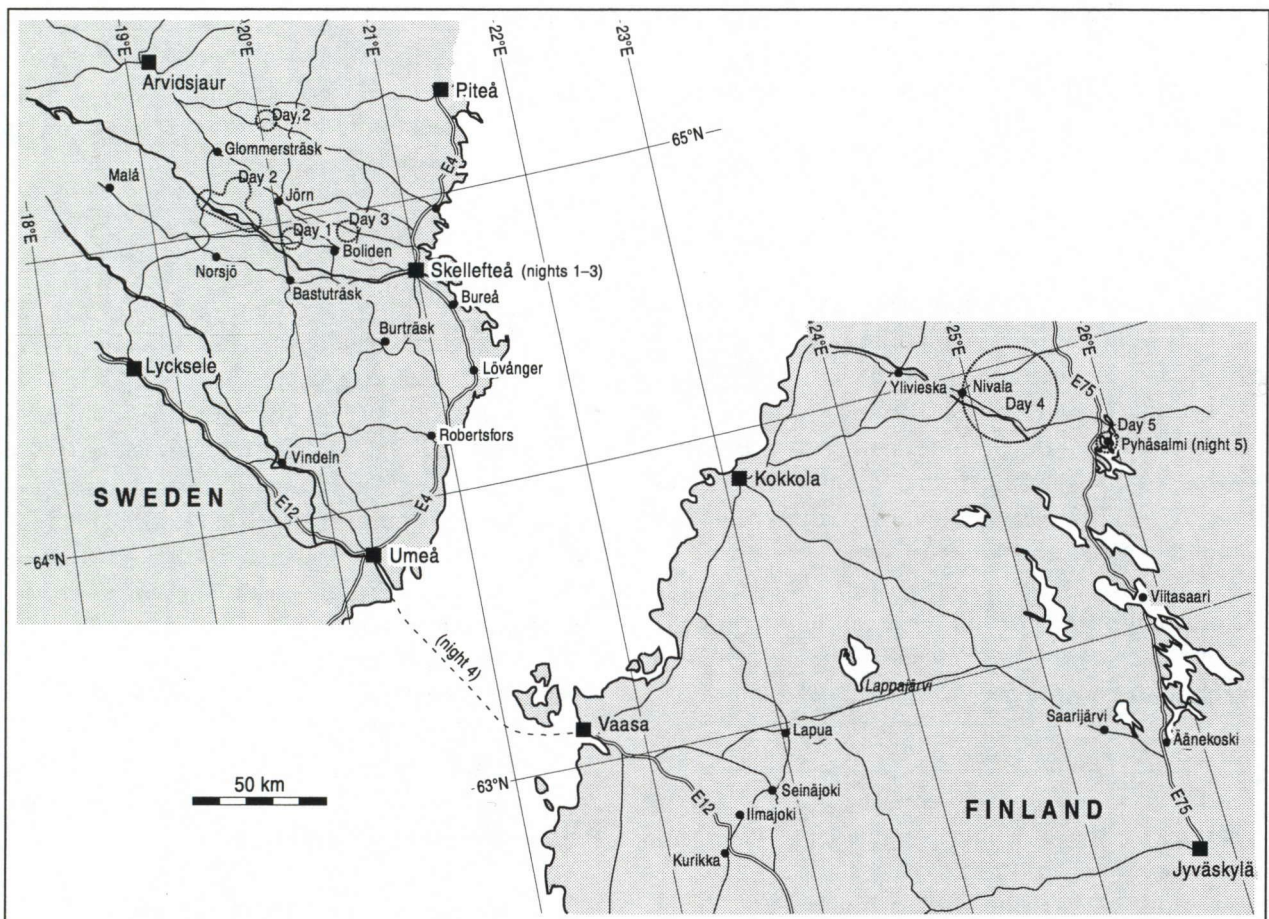 19°E
20°E
21°E
22°E
23°E
Arvidsjaur
Piteå
Day 2
65°N
Glommersträsk
E4
Malå
Day 2
Jörn
18°E
Day 1
Day 3
Boliden
Norsjö
Skellefteå (nights 1–3)
Bastuträsk
Bureå
Burträsk
24°E
25°E
26°E
Lycksele
Lövånger
E75
Ylivieska
Nivala
Day 4
Day 5
Robertsfors
Pyhäsalmi (night 5)
Vindeln
Kokkola
SWEDEN
E12
E4
64°N
Umeå
Viitasaari
(night 4)
Lappajärvi
Vaasa
Lapua
Saarijärvi
Äänekoski
50 km
63°N
Seinäjoki
E12
Ilmajoki
FINLAND
E75
Kurikka
Jyväskylä